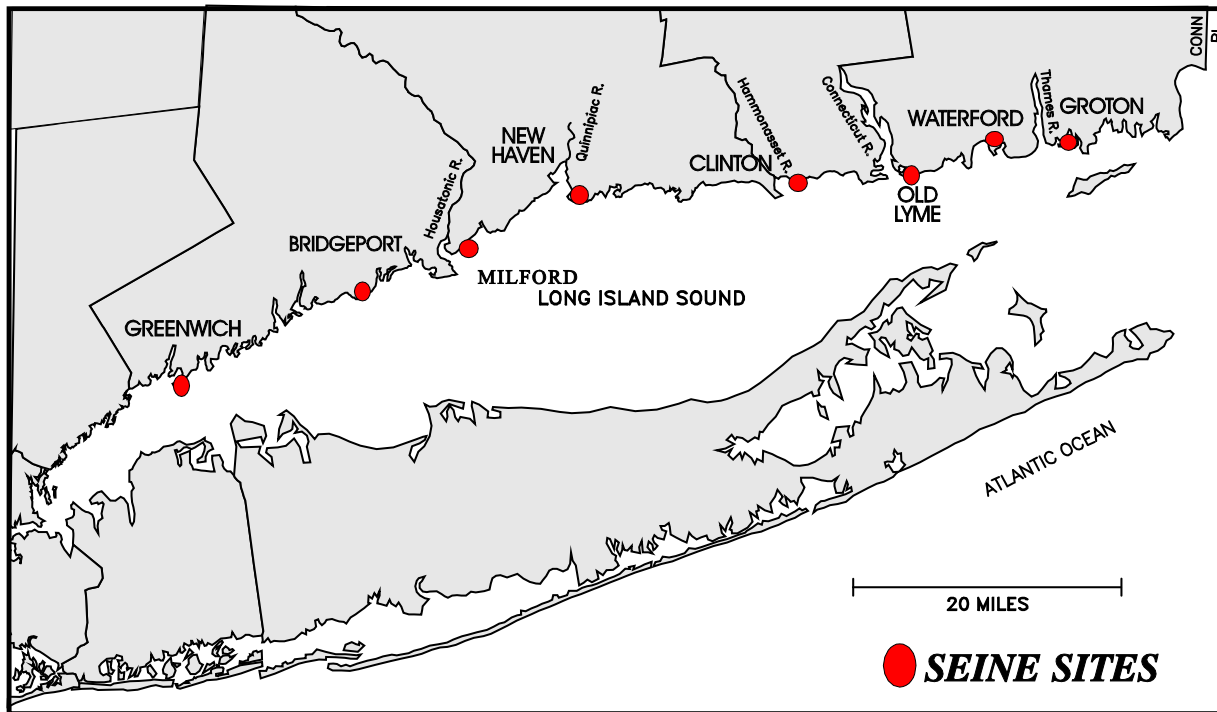 CONN
Hammonasset R.
Connecticut R.
Thames R.
GROTON
WATERFORD
NEW
HAVEN
Quinnipiac R.
CLINTON
Housatonic R.
OLD
LYME
BRIDGEPORT
MILFORD
LONG ISLAND SOUND
GREENWICH
ATLANTIC OCEAN
20 MILES
SEINE SITES